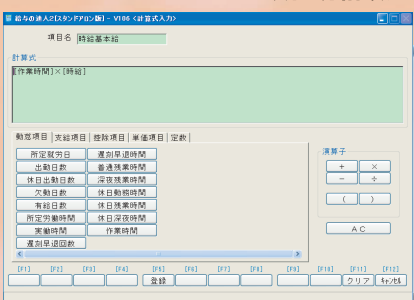 給与の達人2[スタンドアロン版] - V106 <計算式入力>
項目名 時給基本給
計算式
[作業時間]×[時給]
勤怠項目 支給項目 控除項目 単価項目 定数
演算子
所定就労日 遅刻早退時間
出勤日数 普通残業時間
休日出勤日数 深夜残業時間
欠勤日数 休日勤務時間
有給日数 休日残業時間
所定労働時間 休日深夜時間
実働時間 作業時間
遅刻早退回数
+ ×
- ÷
( )
AC
[F1] [F2] [F3] [F4] [F5] [F6] [F7] [F8] [F9] [F10] [F11] [F12]
登録 クリア キャンセル